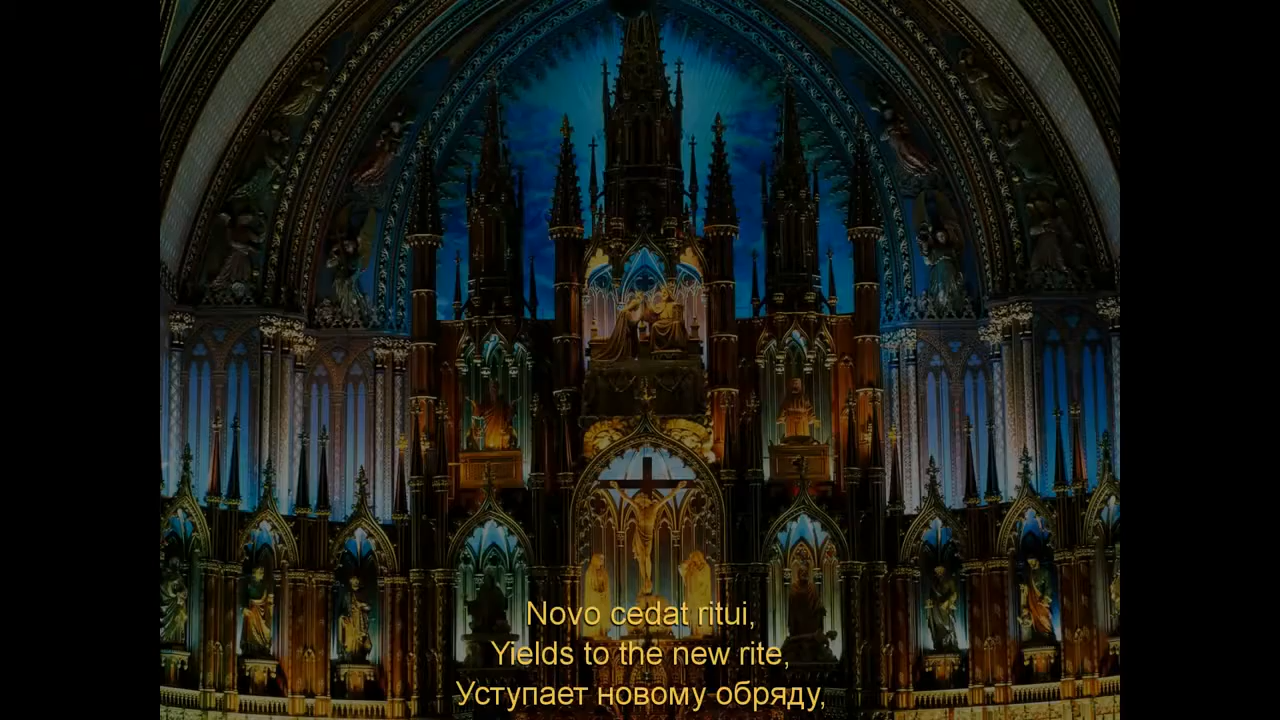 Novo cedat ritui,
Yields to the new rite,
Уступает новому обряду,